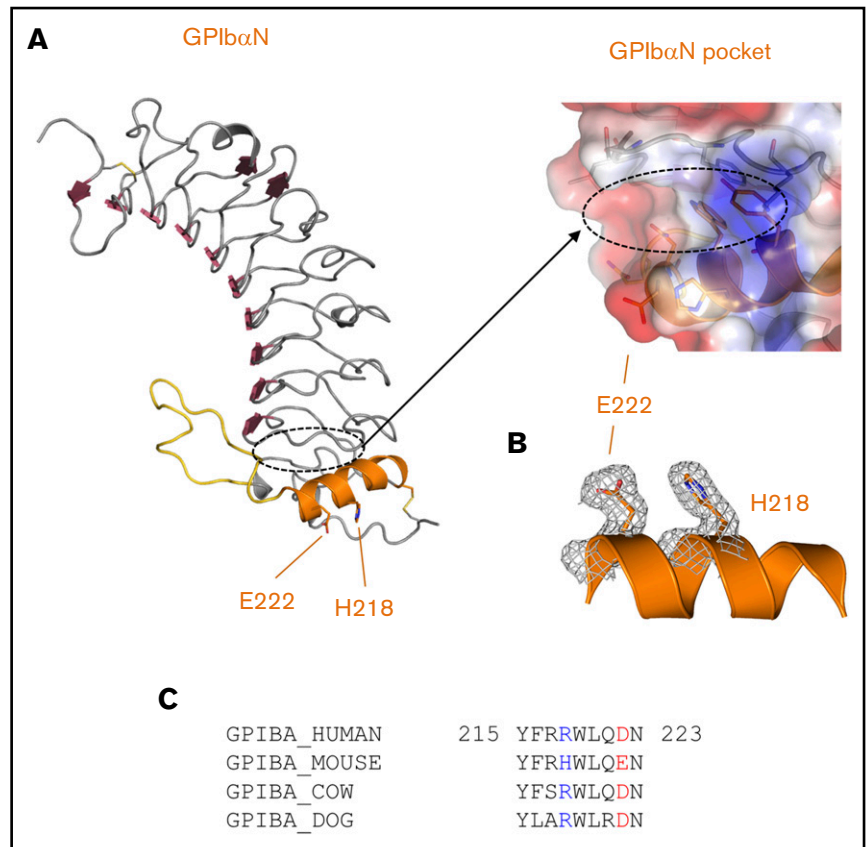 A
GPIbαN
GPIbαN pocket
E222
B
H218
E222
H218
C
GPIBA_HUMAN 215 YFRRWLQDN 223
GPIBA_MOUSE YFRHWLQEN
GPIBA_COW YFSRWLQDN
GPIBA_DOG YLARWLRDN